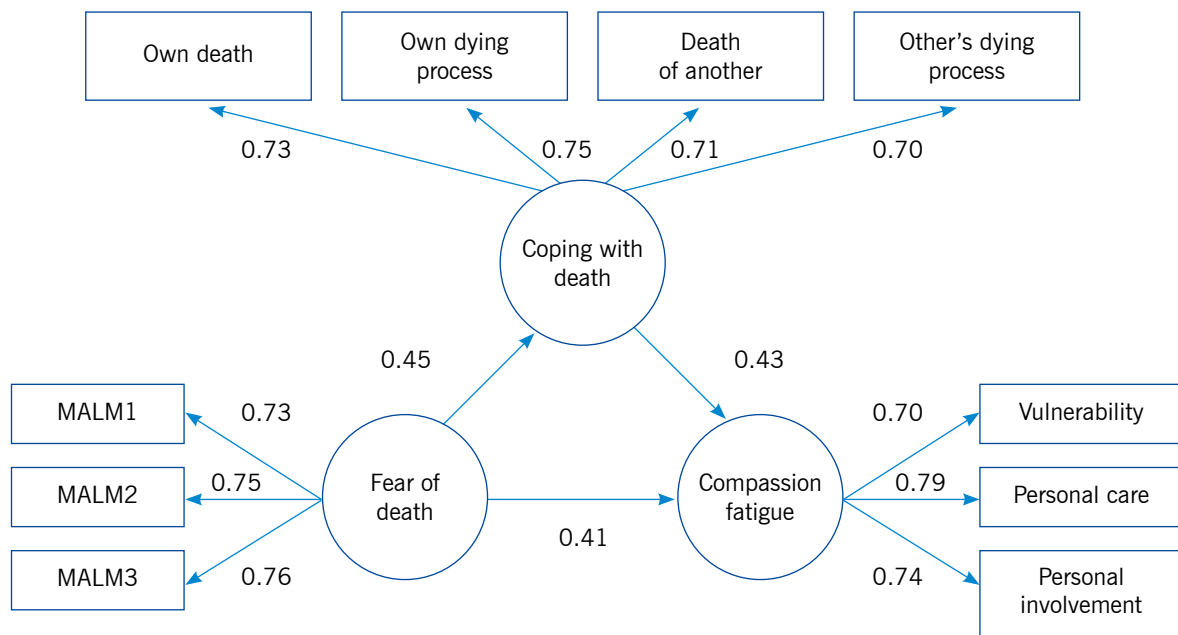 Own death
Own dying
process
Death
of another
Other's dying
process
0.73
0.75
0.71
0.70
Coping with
death
0.45
0.43
MALM1
MALM2
MALM3
0.73
0.75
0.76
Fear of
death
0.41
Compassion
fatigue
0.70
0.79
0.74
Vulnerability
Personal care
Personal
involvement